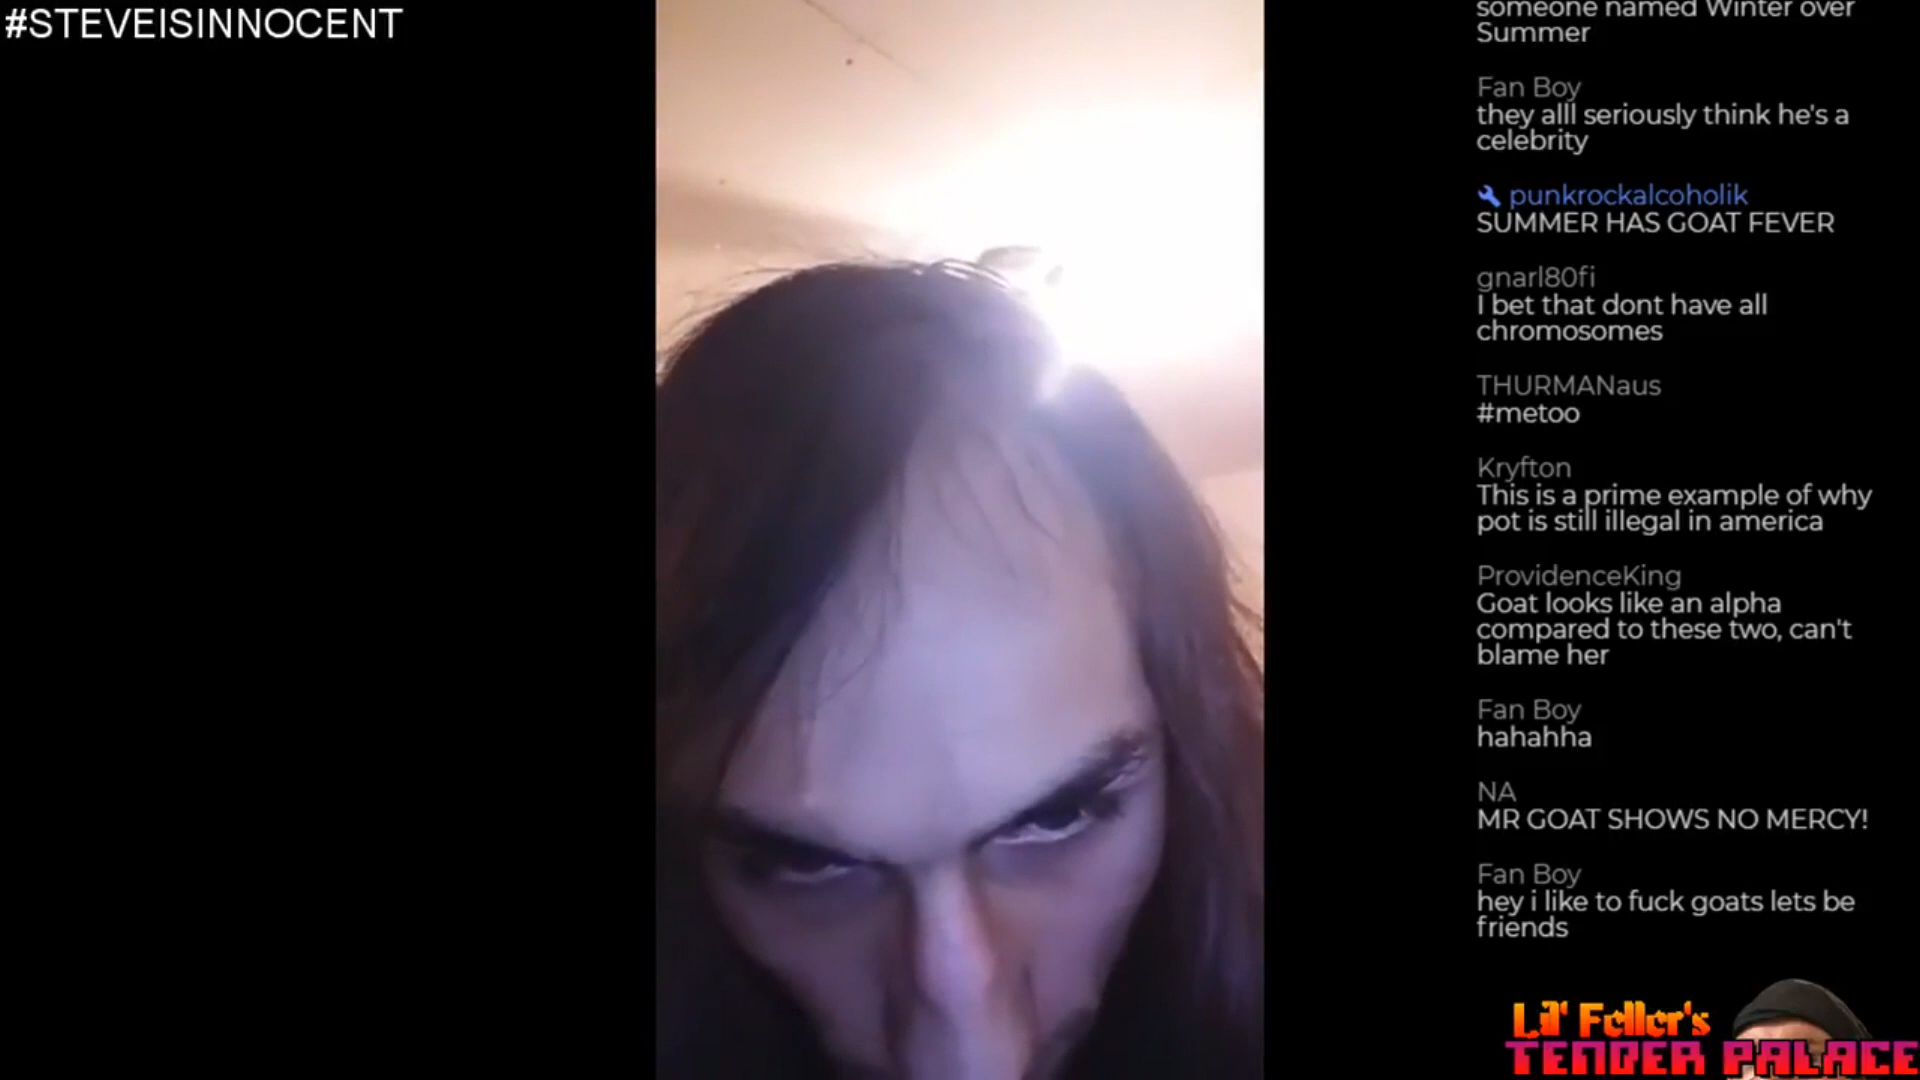 #STEVEISINNOCENT
someone named Winter over
Summer
Fan Boy
they alll seriously think he's a
celebrity
punkrockalcoholik
SUMMER HAS GOAT FEVER
gnarl80fi
I bet that dont have all
chromosomes
THURMANaus
#metoo
Kryfton
This is a prime example of why
pot is still illegal in america
ProvidenceKing
Goat looks like an alpha
compared to these two, can't
blame her
Fan Boy
hahahha
NA
MR GOAT SHOWS NO MERCY!
Fan Boy
hey i like to fuck goats lets be
friends
Lil' Feller's
TENDER PALACE